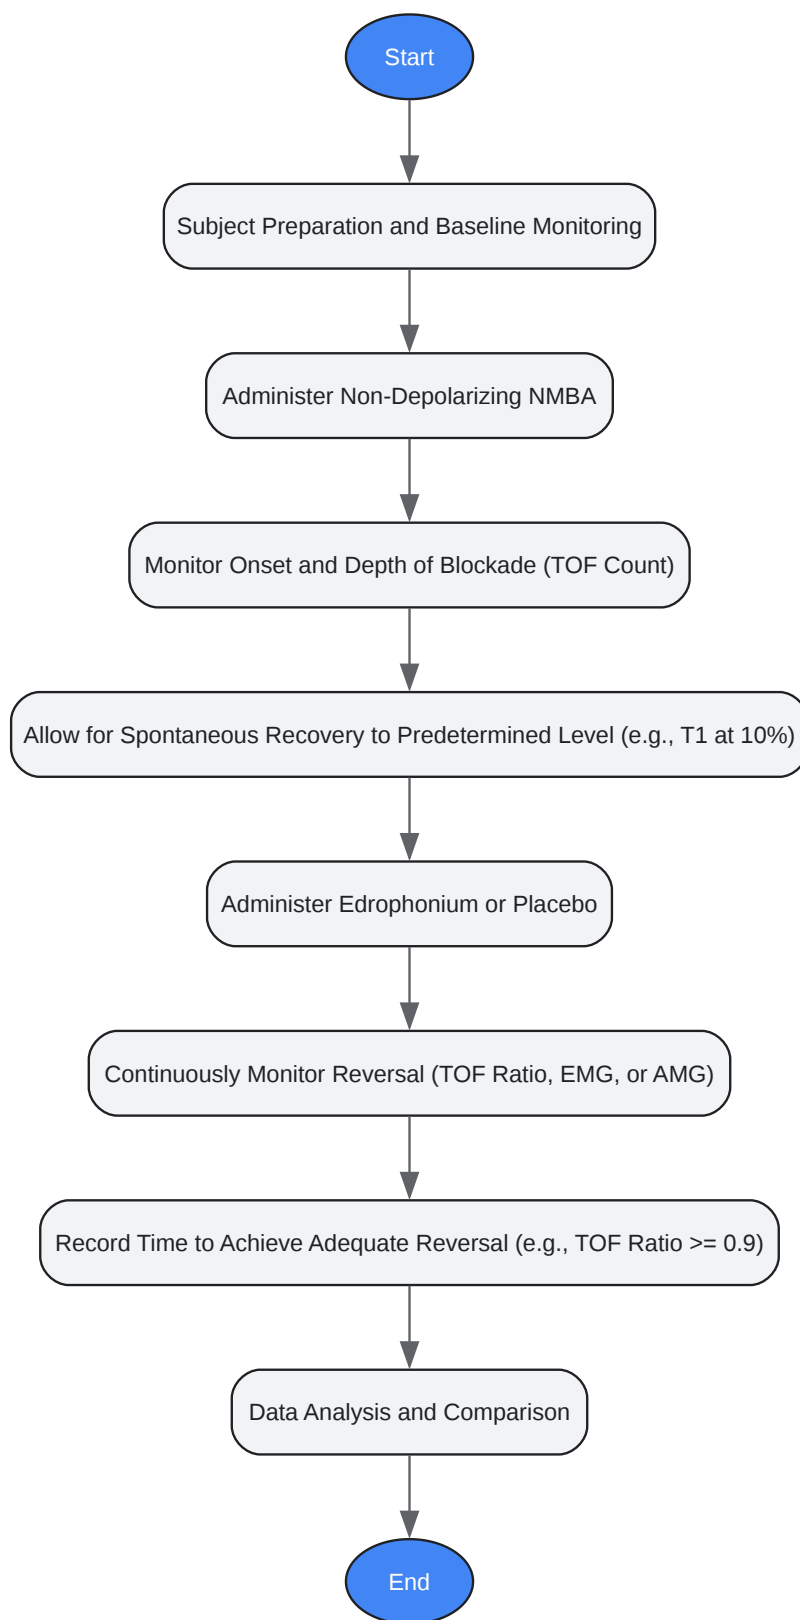 Start
Subject Preparation and Baseline Monitoring
Administer Non-Depolarizing NMBA
Monitor Onset and Depth of Blockade (TOF Count)
Allow for Spontaneous Recovery to Predetermined Level (e.g., T1 at 10%)
Administer Edrophonium or Placebo
Continuously Monitor Reversal (TOF Ratio, EMG, or AMG)
Record Time to Achieve Adequate Reversal (e.g., TOF Ratio >= 0.9)
Data Analysis and Comparison
End